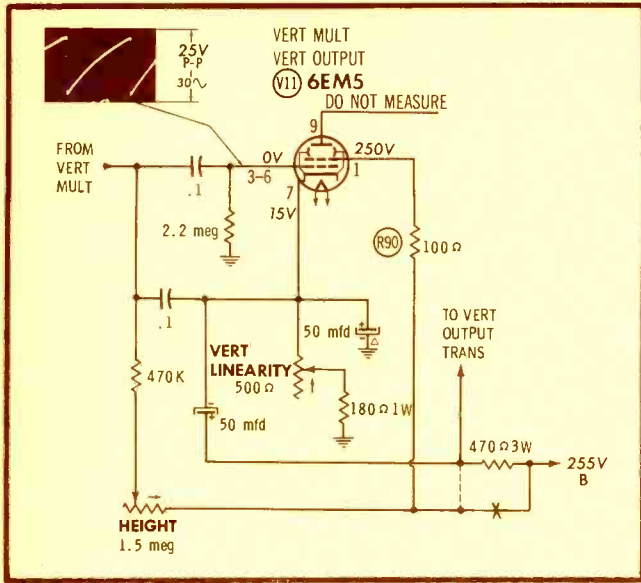 25V
P-P
30∿
VERT MULT
VERT OUTPUT
V11 6EM5
DO NOT MEASURE
9
FROM
VERT
MULT
0V
3-6
250V
1
7
15V
.1
2.2 meg
R90
100Ω
.1
50 mfd
TO VERT
OUTPUT
TRANS
VERT
LINEARITY
500Ω
470K
180Ω 1W
50 mfd
470Ω 3W
255V
B
HEIGHT
1.5 meg